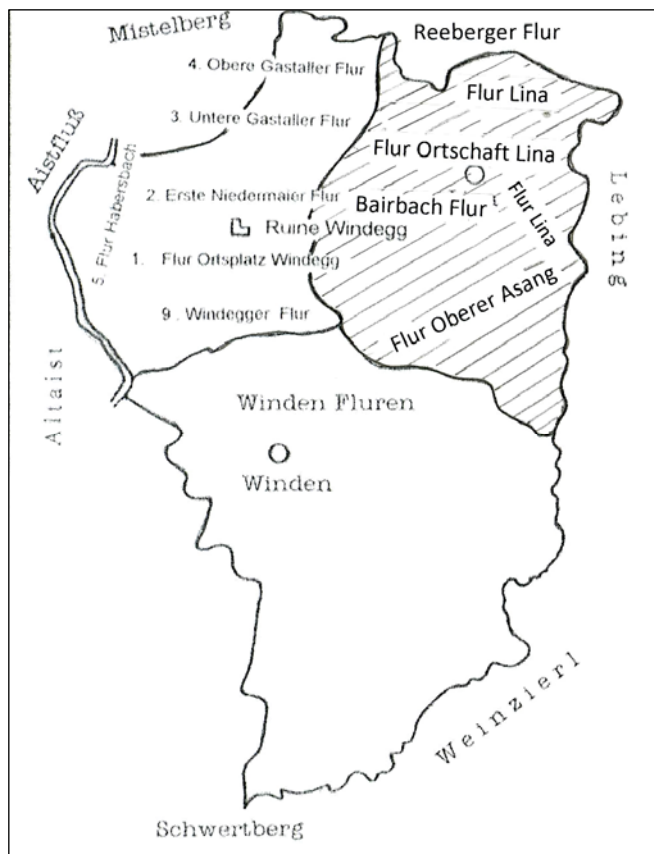 Mistelberg
Reeberger Flur
4. Obere Gastaller Flur
Flur Lina
3. Untere Gastaller Flur
Aistfluß
Flur Ortschaft Lina
5. Flur Habersbach
2. Erste Niedermaier Flur
Bairbach Flur
Flur Lina
Lebing
Ruine Windegg
1. Flur Ortsplatz Windegg
Flur Oberer Asang
9. Windegger Flur
Altaist
Winden Fluren
Winden
Weinzierl
Schwertberg